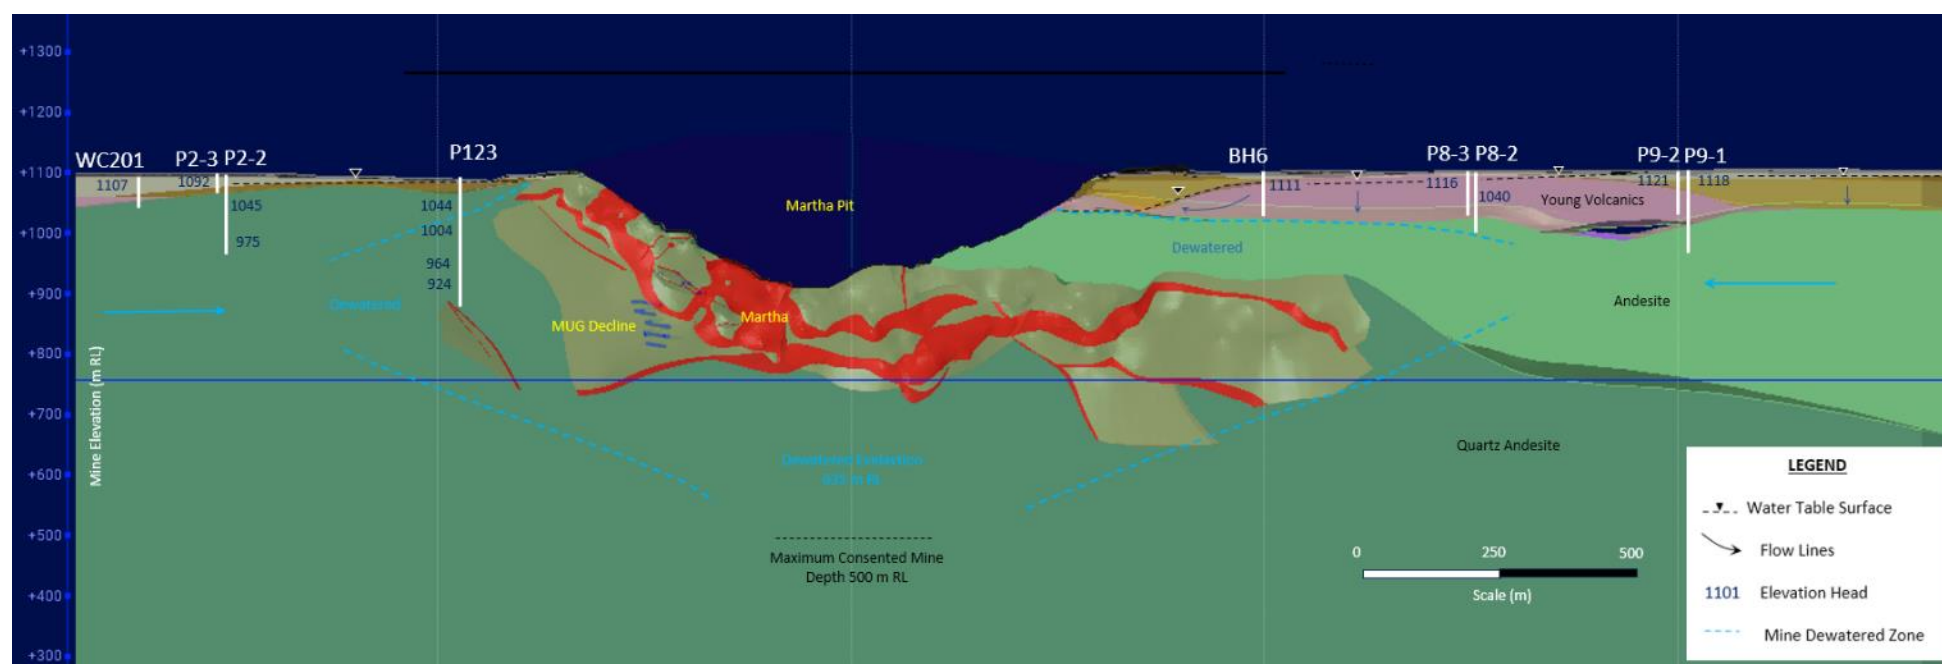 +1300
+1200
+1100
+1000
+900
+800
+700
+600
+500
+400
+300
Mine Elevation (m RL)
WC201
P2-3 P2-2
P123
BH6
P8-3 P8-2
P9-2 P9-1
1107
1092
1045
975
1044
1004
964
924
1111
1116
1040
1121
1118
Martha Pit
Young Volcanics
Dewatered
Dewatered
Andesite
MUG Decline
Martha
Quartz Andesite
Dewatered
m RL
Maximum Consented Mine
Depth 500 m RL
0 250 500
Scale (m)
LEGEND
Water Table Surface
Flow Lines
1101 Elevation Head
Mine Dewatered Zone